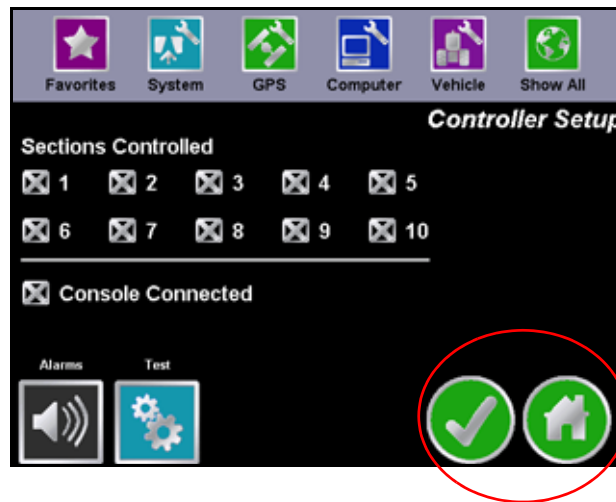 Favorites System GPS Computer Vehicle Show All
Controller Setup
Sections Controlled
1 2 3 4 5
6 7 8 9 10
Console Connected
Alarms Test